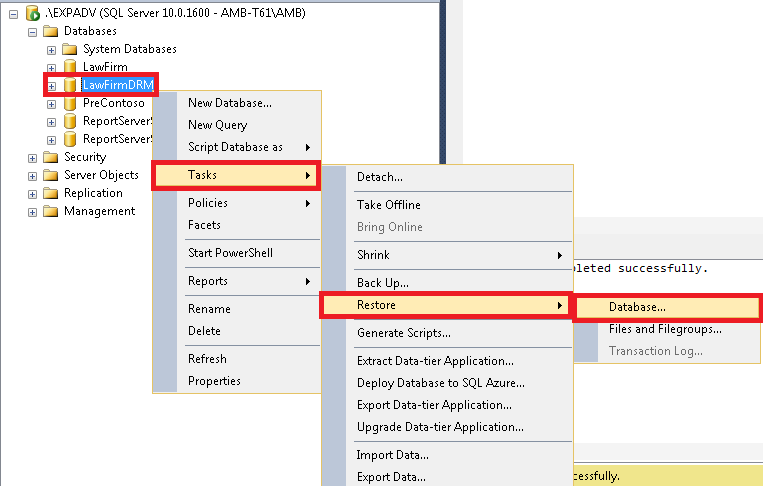 .\EXPADV (SQL Server 10.0.1600 - AMB-T61\AMB)
Databases
System Databases
LawFirm
LawFirmDRM
PreContoso
ReportServer
ReportServer
Security
Server Objects
Replication
Management
New Database...
New Query
Script Database as
Tasks
Policies
Facets
Start PowerShell
Reports
Rename
Delete
Refresh
Properties
Detach...
Take Offline
Bring Online
Shrink
Back Up...
Restore
Generate Scripts...
Extract Data-tier Application...
Deploy Database to SQL Azure...
Export Data-tier Application...
Upgrade Data-tier Application...
Import Data...
Export Data...
Database...
Files and Filegroups...
Transaction Log...
pleted successfully.
ccessfully.